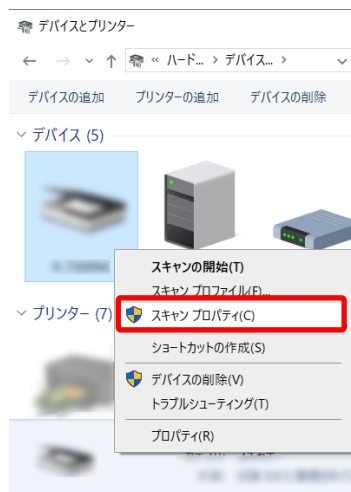 デバイスとプリンター
« ハード... > デバイス... >
デバイスの追加 プリンターの追加 デバイスの削除
デバイス (5)
スキャンの開始(T)
スキャン プロファイル(F)...
スキャン プロパティ(C)
プリンター (7)
ショートカットの作成(S)
デバイスの削除(V)
トラブルシューティング(T)
プロパティ(R)